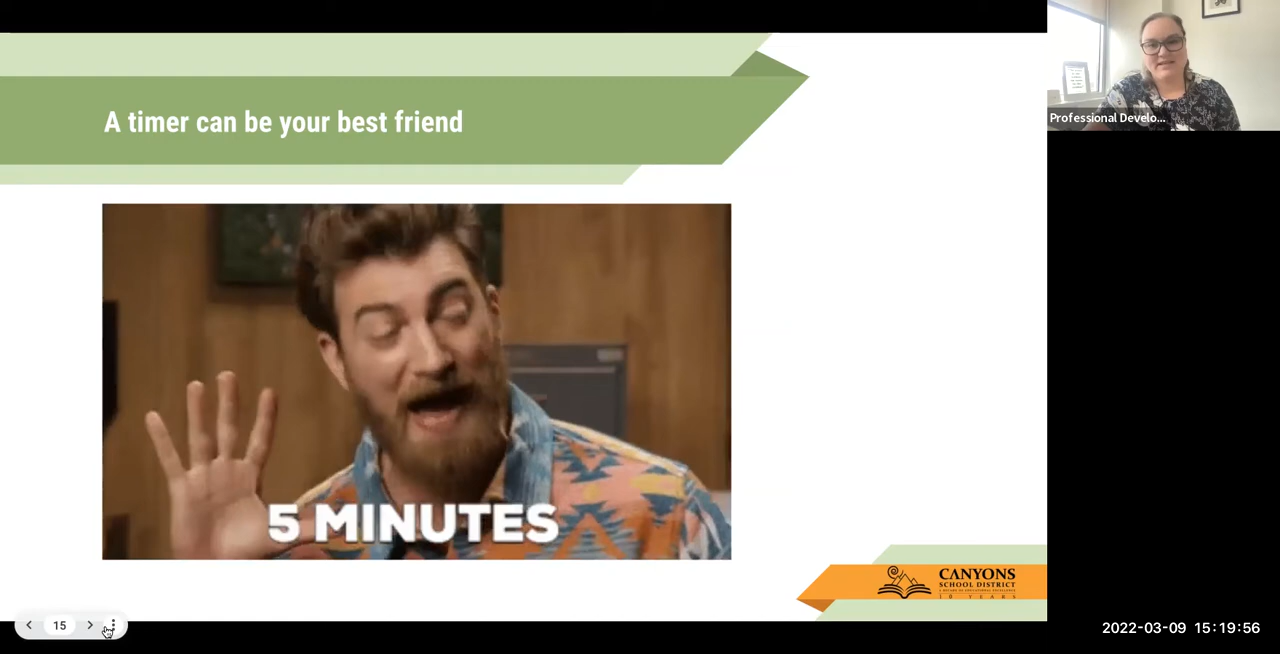 A timer can be your best friend
Professional Develo...
5 MINUTES
CANYONS
SCHOOL DISTRICT
15
2022-03-09 15:19:56